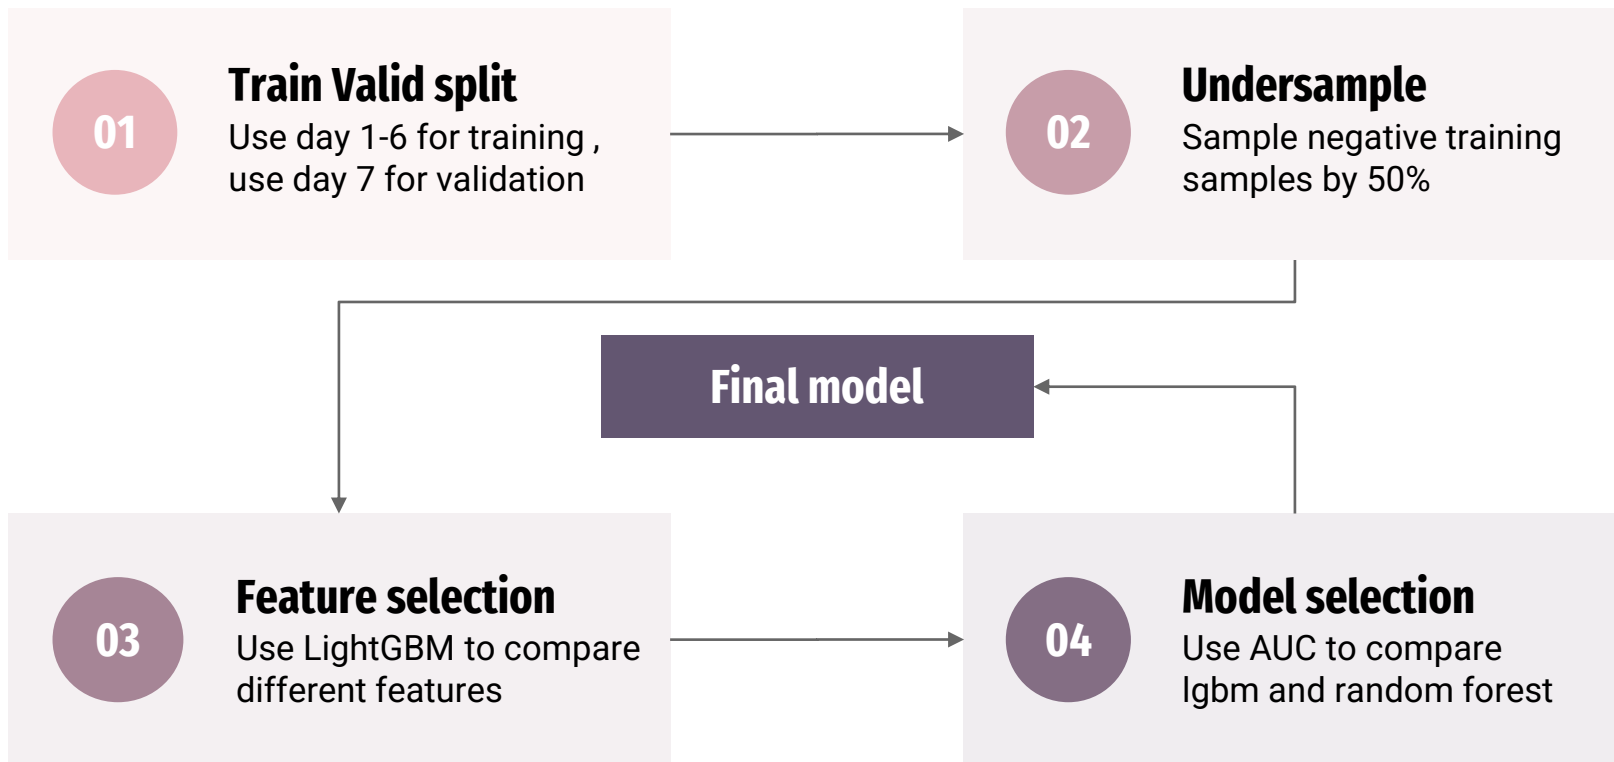 01
Train Valid split
Use day 1-6 for training ,
use day 7 for validation
02
Undersample
Sample negative training
samples by 50%
Final model
03
Feature selection
Use LightGBM to compare
different features
04
Model selection
Use AUC to compare
lgbm and random forest